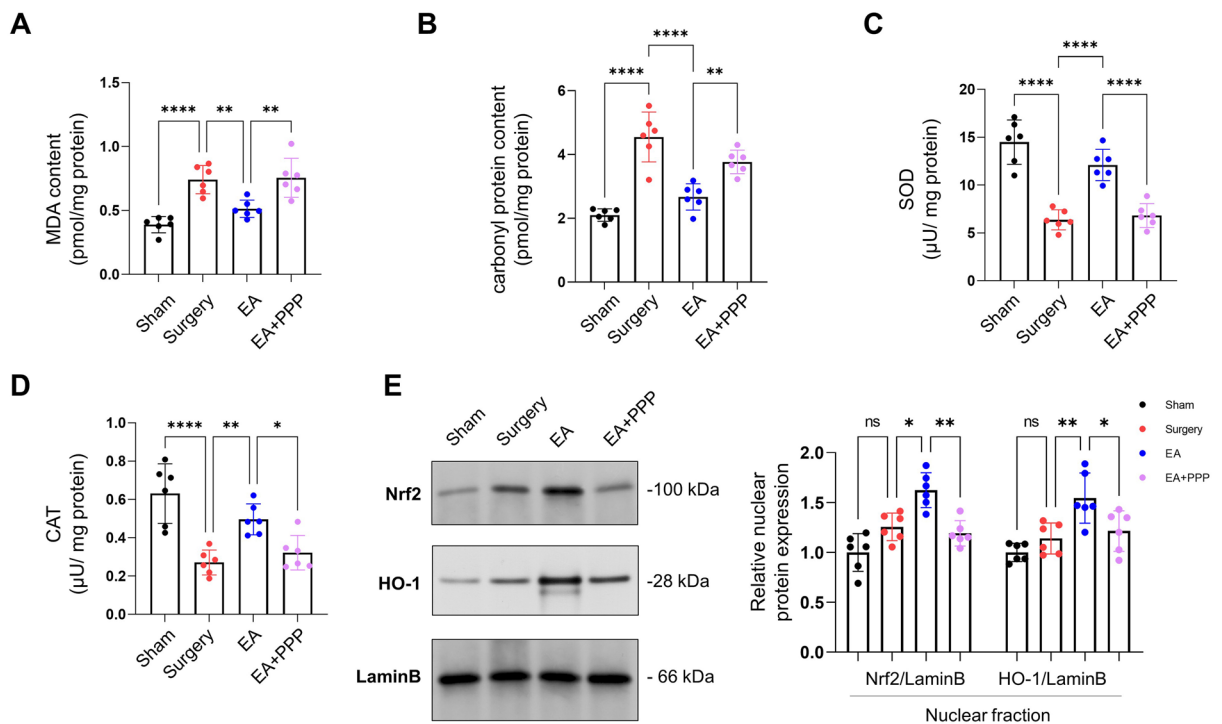 A
MDA content
(pmol/mg protein)
1.5
1.0
0.5
0.0
**** ** **
Sham
Surgery
EA
EA+PPP
B
carbonyl protein content
(pmol/mg protein)
6
4
2
0
****
**** **
Sham
Surgery
EA
EA+PPP
C
SOD
(µU/ mg protein)
20
15
10
5
0
****
**** ****
Sham
Surgery
EA
EA+PPP
D
CAT
(µU/ mg protein)
1.0
0.8
0.6
0.4
0.2
0.0
**** ** *
Sham
Surgery
EA
EA+PPP
E
Sham Surgery EA EA+PPP
Nrf2 -100 kDa
HO-1 -28 kDa
LaminB - 66 kDa
Relative nuclear
protein expression
2.0
1.5
1.0
0.5
0.0
ns * ** ns ** *
Sham
Surgery
EA
EA+PPP
Nrf2/LaminB HO-1/LaminB
Nuclear fraction